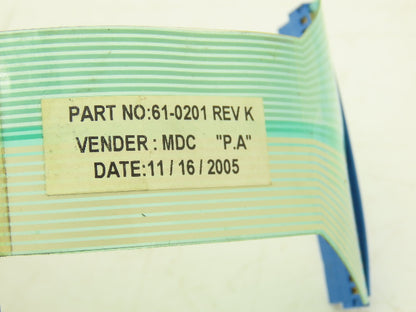 PART NO:61-0201 REV K
VENDER : MDC "P.A"
DATE:11 / 16 / 2005